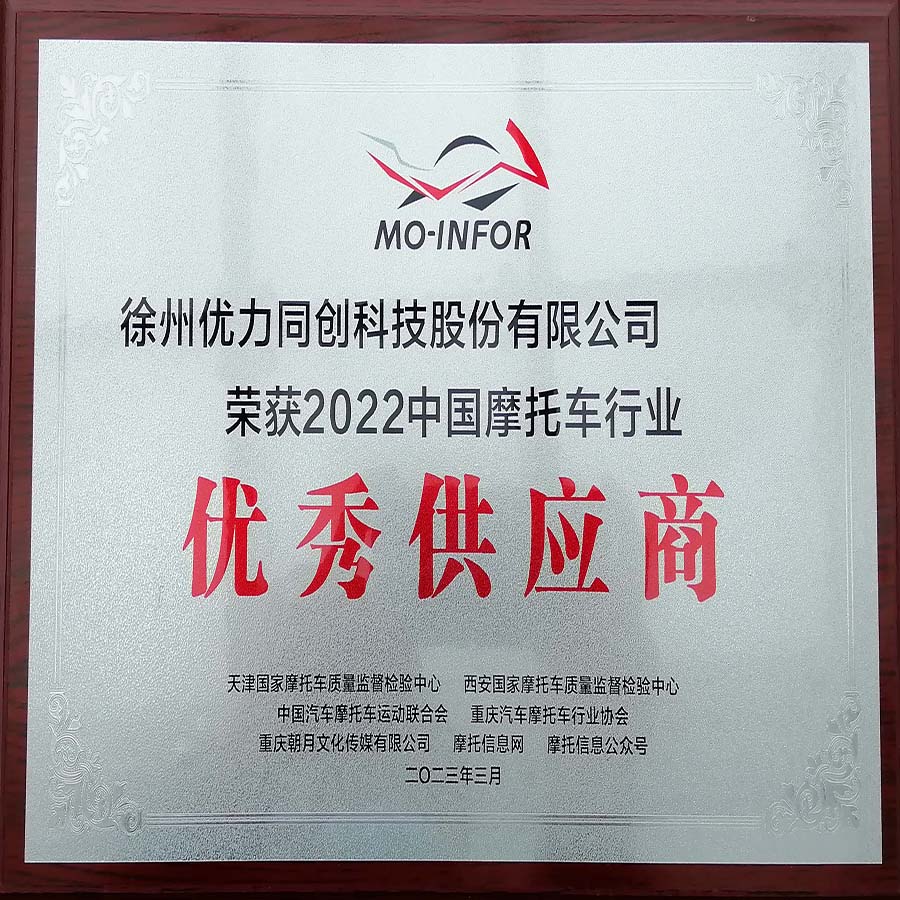 MO-INFOR
徐州优力同创科技股份有限公司
荣获2022中国摩托车行业
优秀供应商
天津国家摩托车质量监督检验中心 西安国家摩托车质量监督检验中心
中国汽车摩托车运动联合会 重庆汽车摩托车行业协会
重庆朝月文化传媒有限公司 摩托信息网 摩托信息公众号
二〇二三年三月